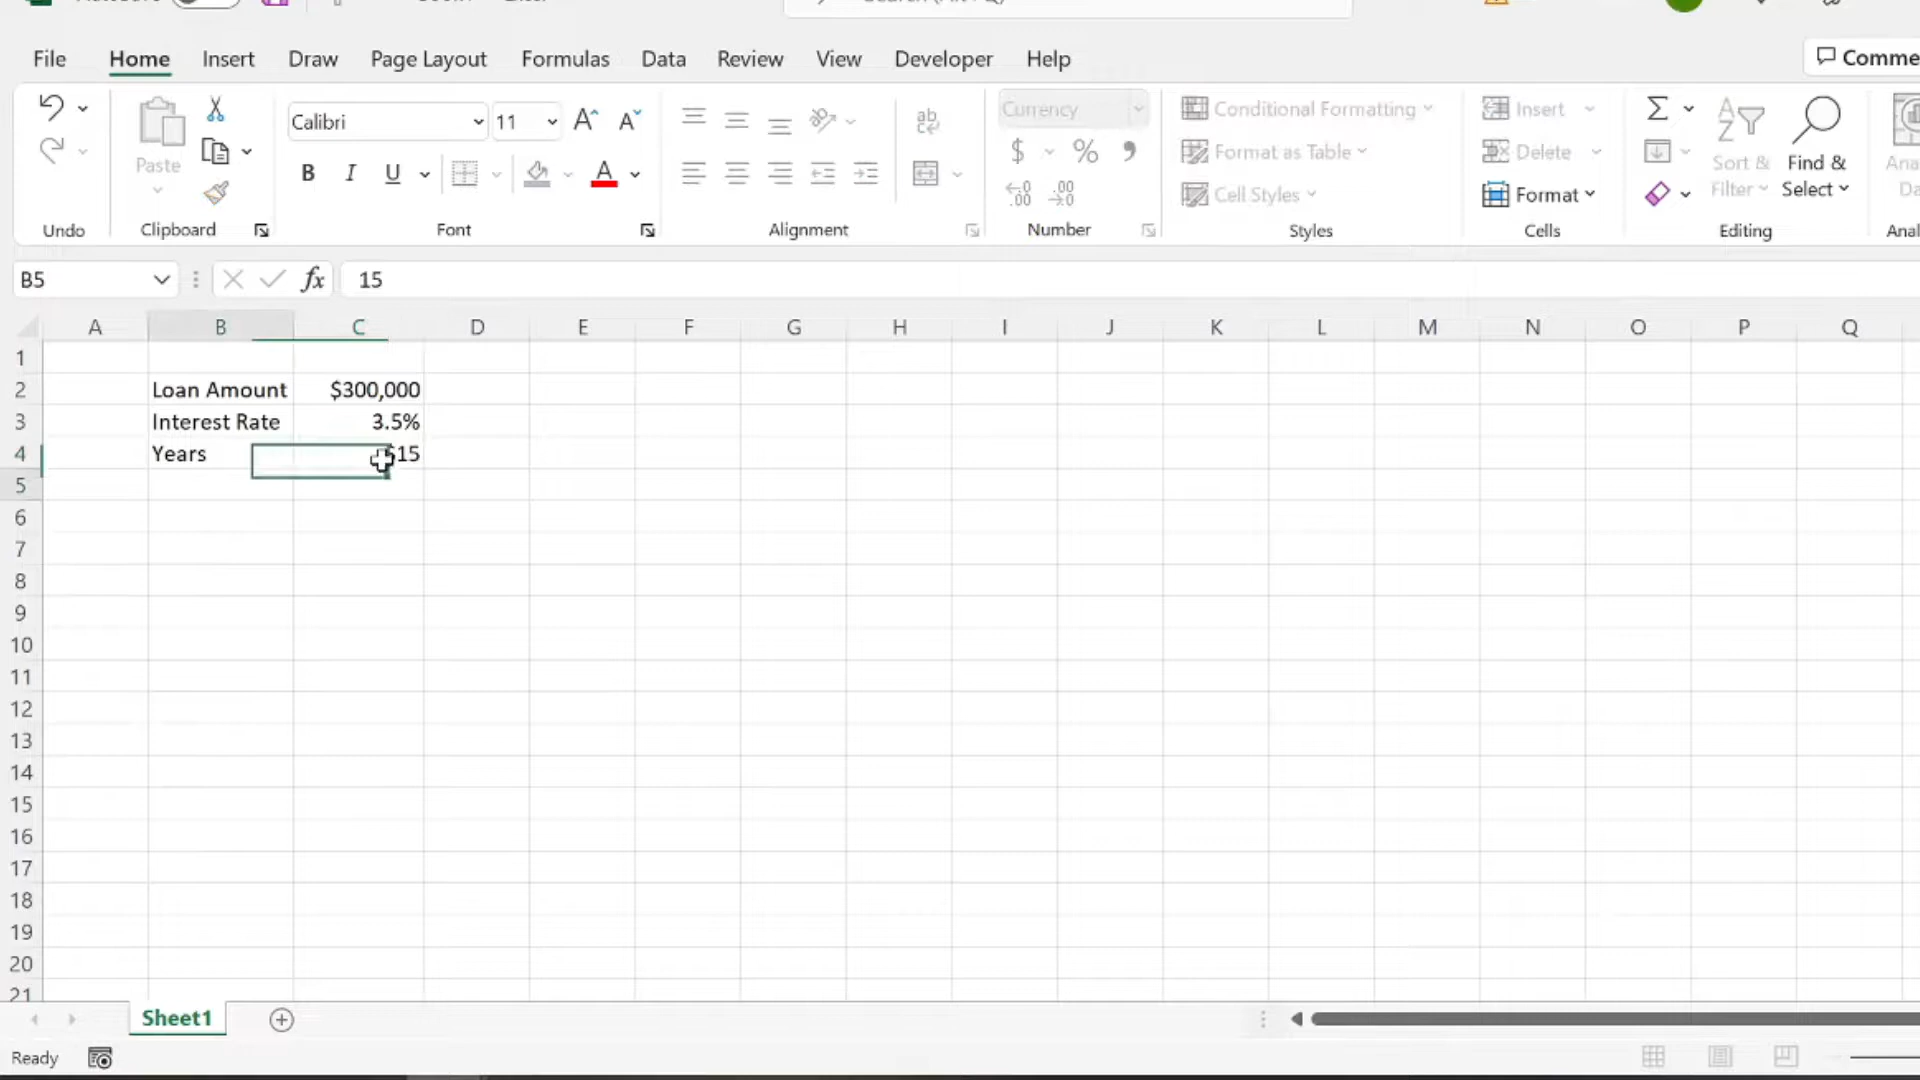 File Home Insert Draw Page Layout Formulas Data Review View Developer Help Comme
Calibri 11 Currency Conditional Formatting Insert
Paste B I U Format as Table Delete Sort & Find &
Cell Styles Format Filter Select
Undo Clipboard Font Alignment Number Styles Cells Editing Anal
B5 fx 15
A B C D E F G H I J K L M N O P Q
1
2 Loan Amount $300,000
3 Interest Rate 3.5%
4 Years $15
5
6
7
8
9
10
11
12
13
14
15
16
17
18
19
20
21
Sheet1
Ready